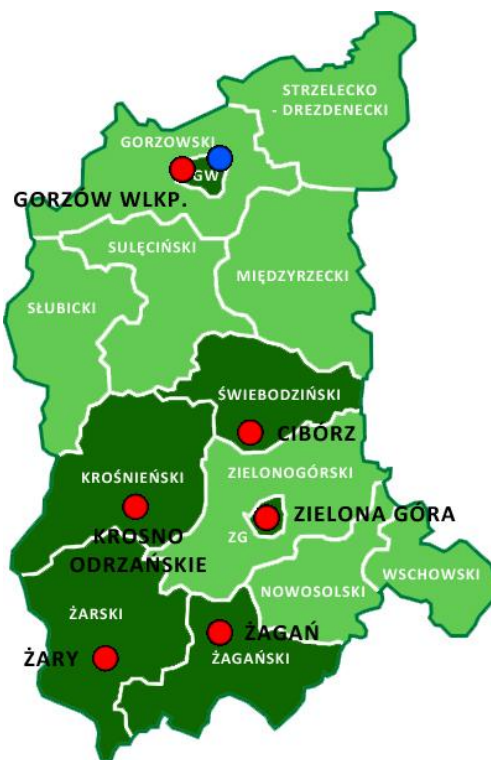 STRZELECKO
- DREZDENECKI
GORZOWSKI
GW
GORZÓW WLKP.
SULĘCIŃSKI
MIĘDZYRZECKI
SŁUBICKI
ŚWIEBODZIŃSKI
CIBÓRZ
ZIELONOGÓRSKI
KROŚNIEŃSKI
ZIELONA GÓRA
KROSNO
ODRZAŃSKIE
ZG
WSCHOWSKI
NOWOSOLSKI
ŻARSKI
ŻAGAŃ
ŻARY
ŻAGAŃSKI